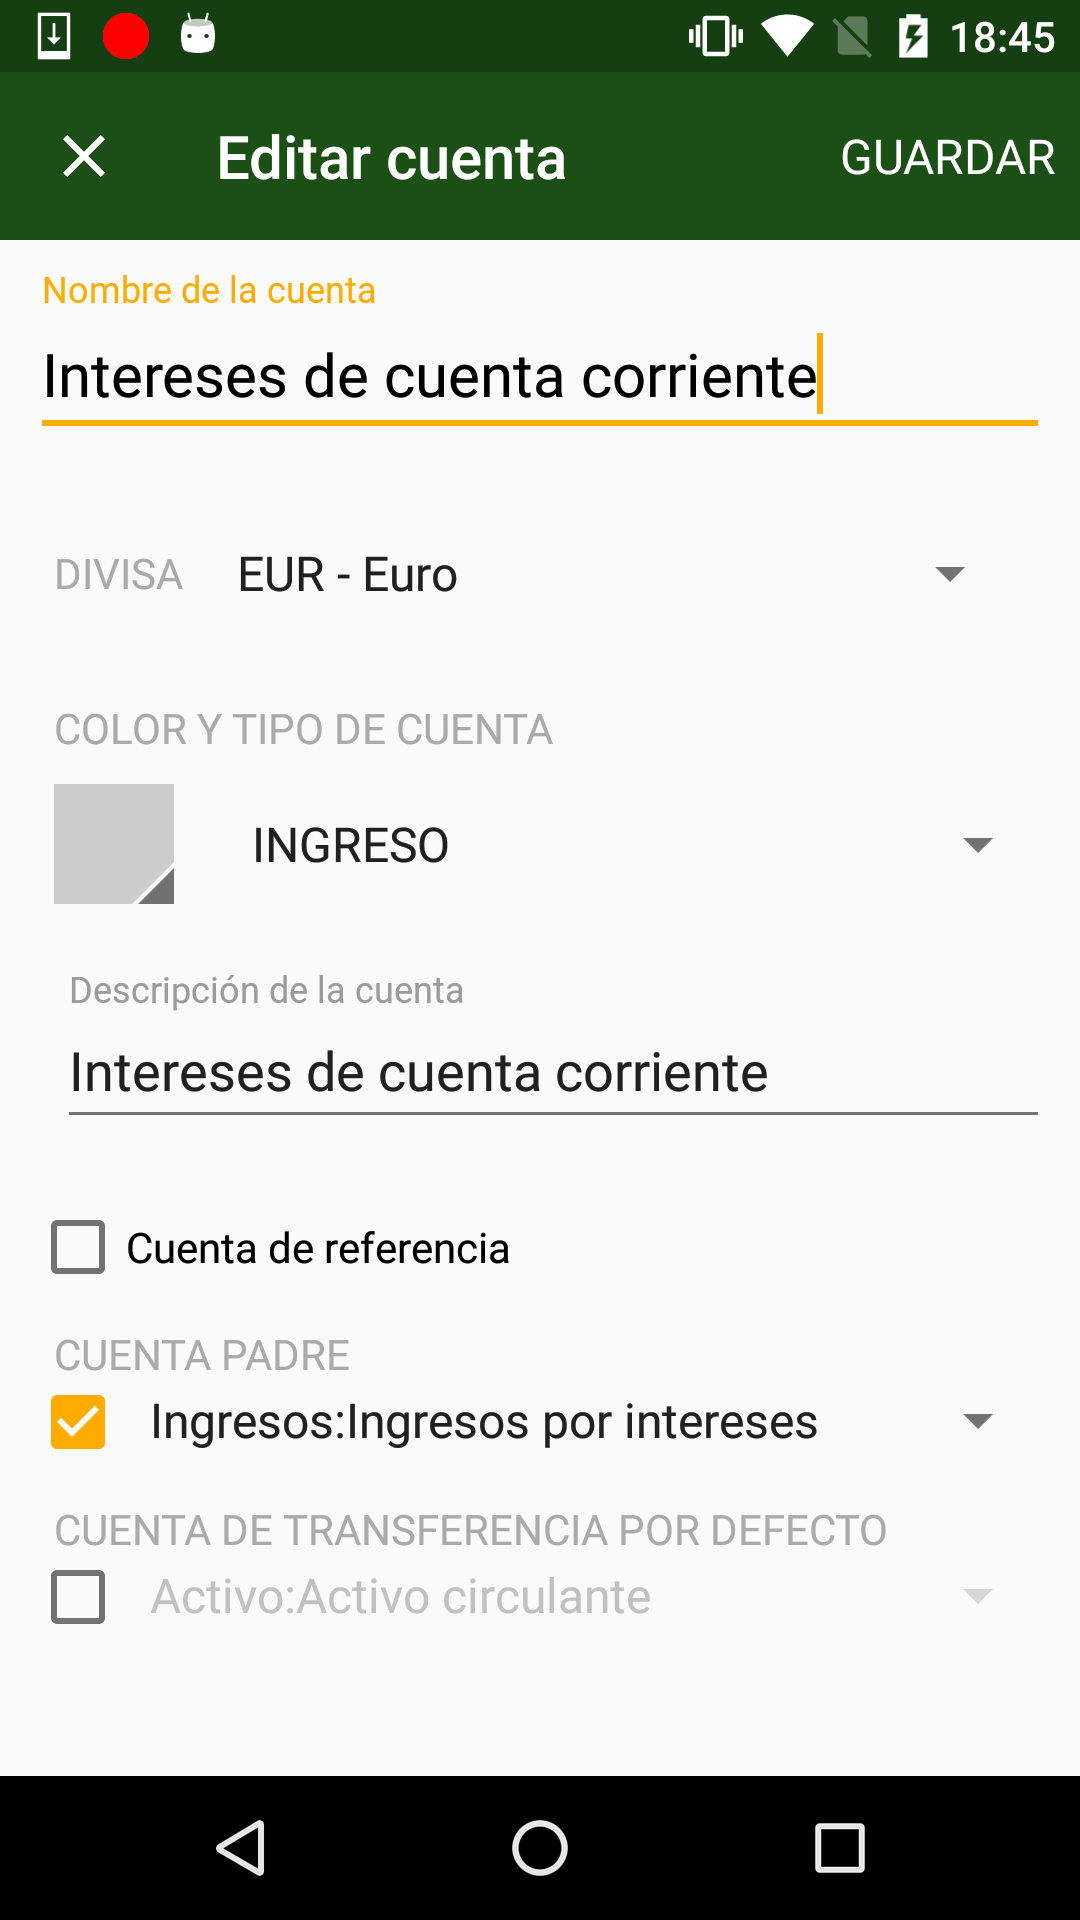 18:45
Editar cuenta
GUARDAR
Nombre de la cuenta
Intereses de cuenta corriente
DIVISA
EUR - Euro
COLOR Y TIPO DE CUENTA
INGRESO
Descripción de la cuenta
Intereses de cuenta corriente
Cuenta de referencia
CUENTA PADRE
Ingresos:Ingresos por intereses
CUENTA DE TRANSFERENCIA POR DEFECTO
Activo:Activo circulante